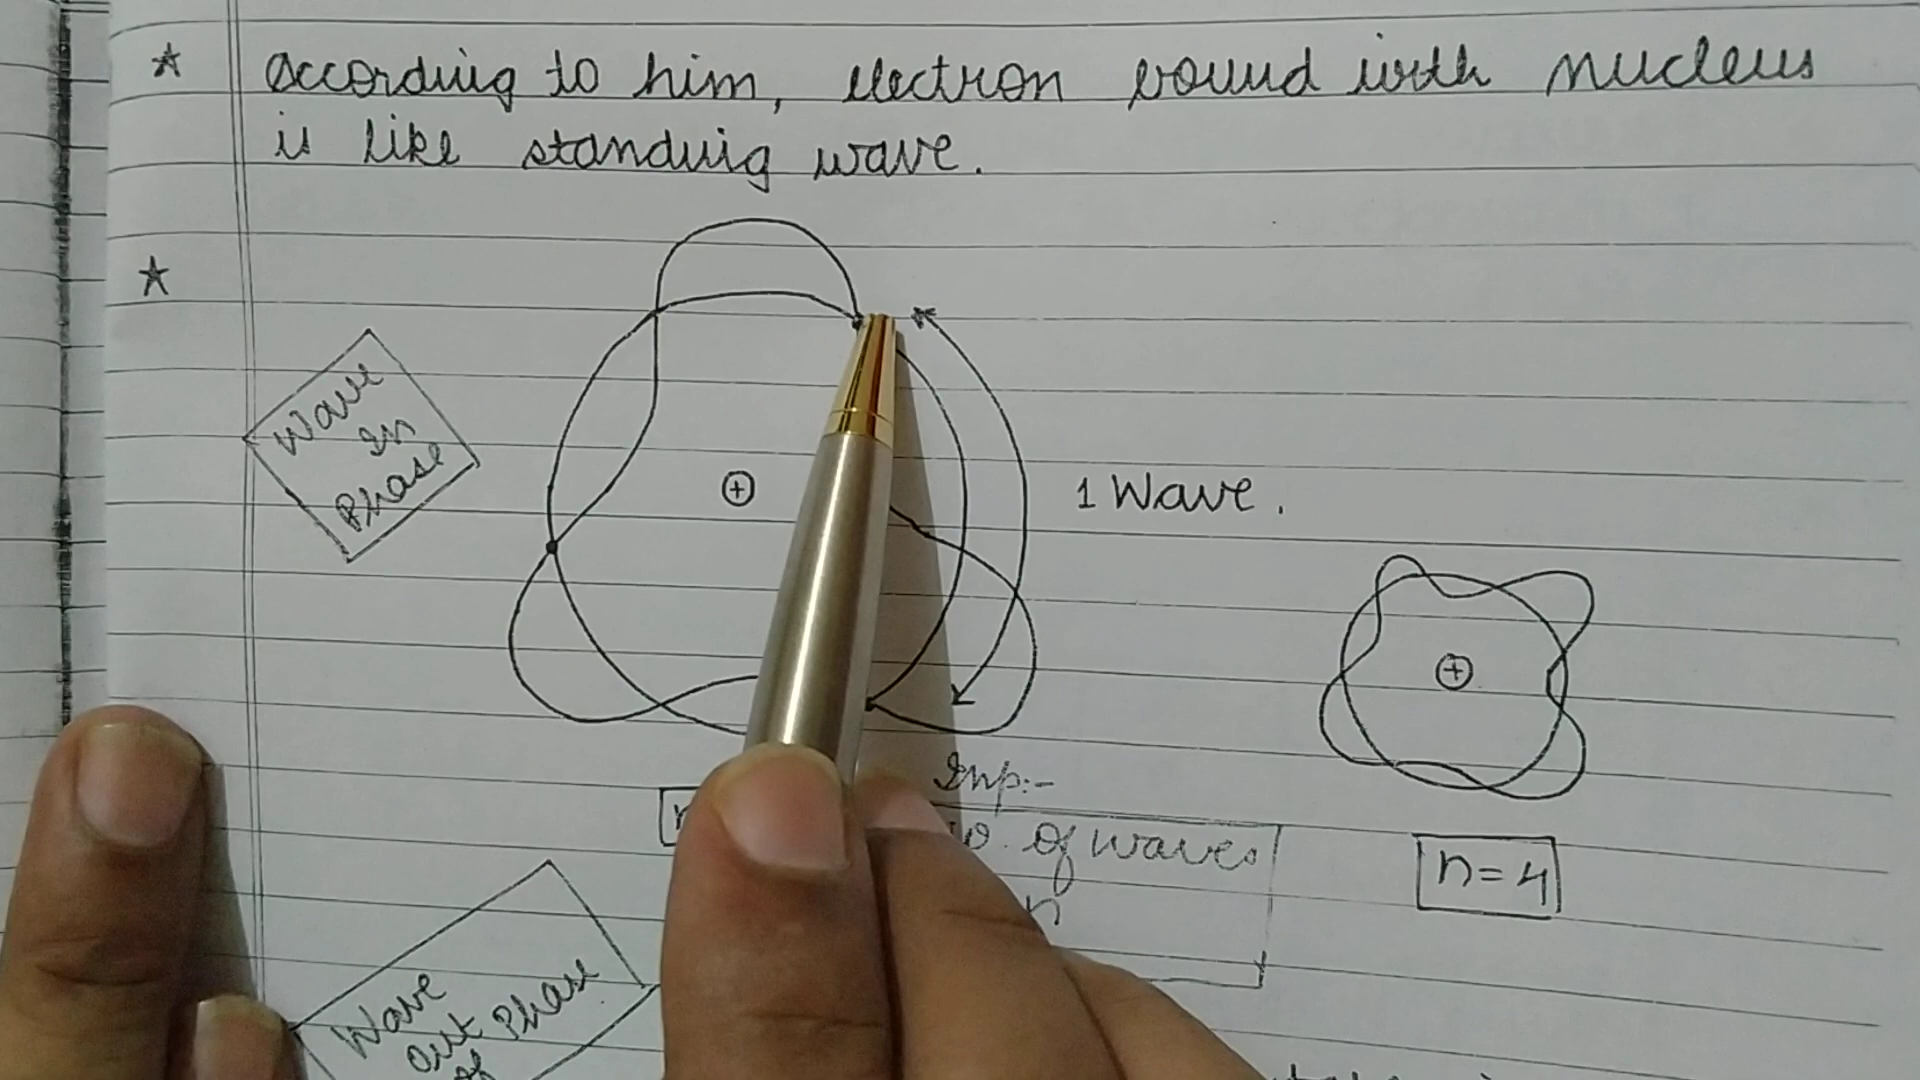 According to him, electron bound with nucleus
is like standing wave.
Wave
In
Phase
1 Wave.
Imp:-
of waves
n
n=4
Wave
Out
of
Phase